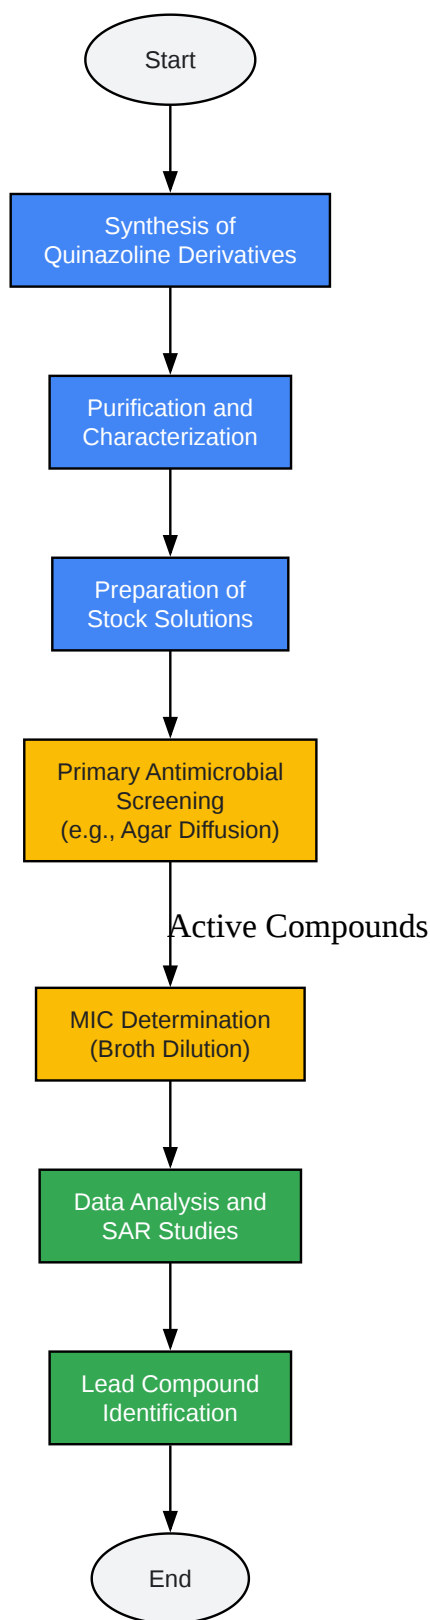 Start
Synthesis of
Quinazoline Derivatives
Purification and
Characterization
Preparation of
Stock Solutions
Primary Antimicrobial
Screening
(e.g., Agar Diffusion)
Active Compounds
MIC Determination
(Broth Dilution)
Data Analysis and
SAR Studies
Lead Compound
Identification
End